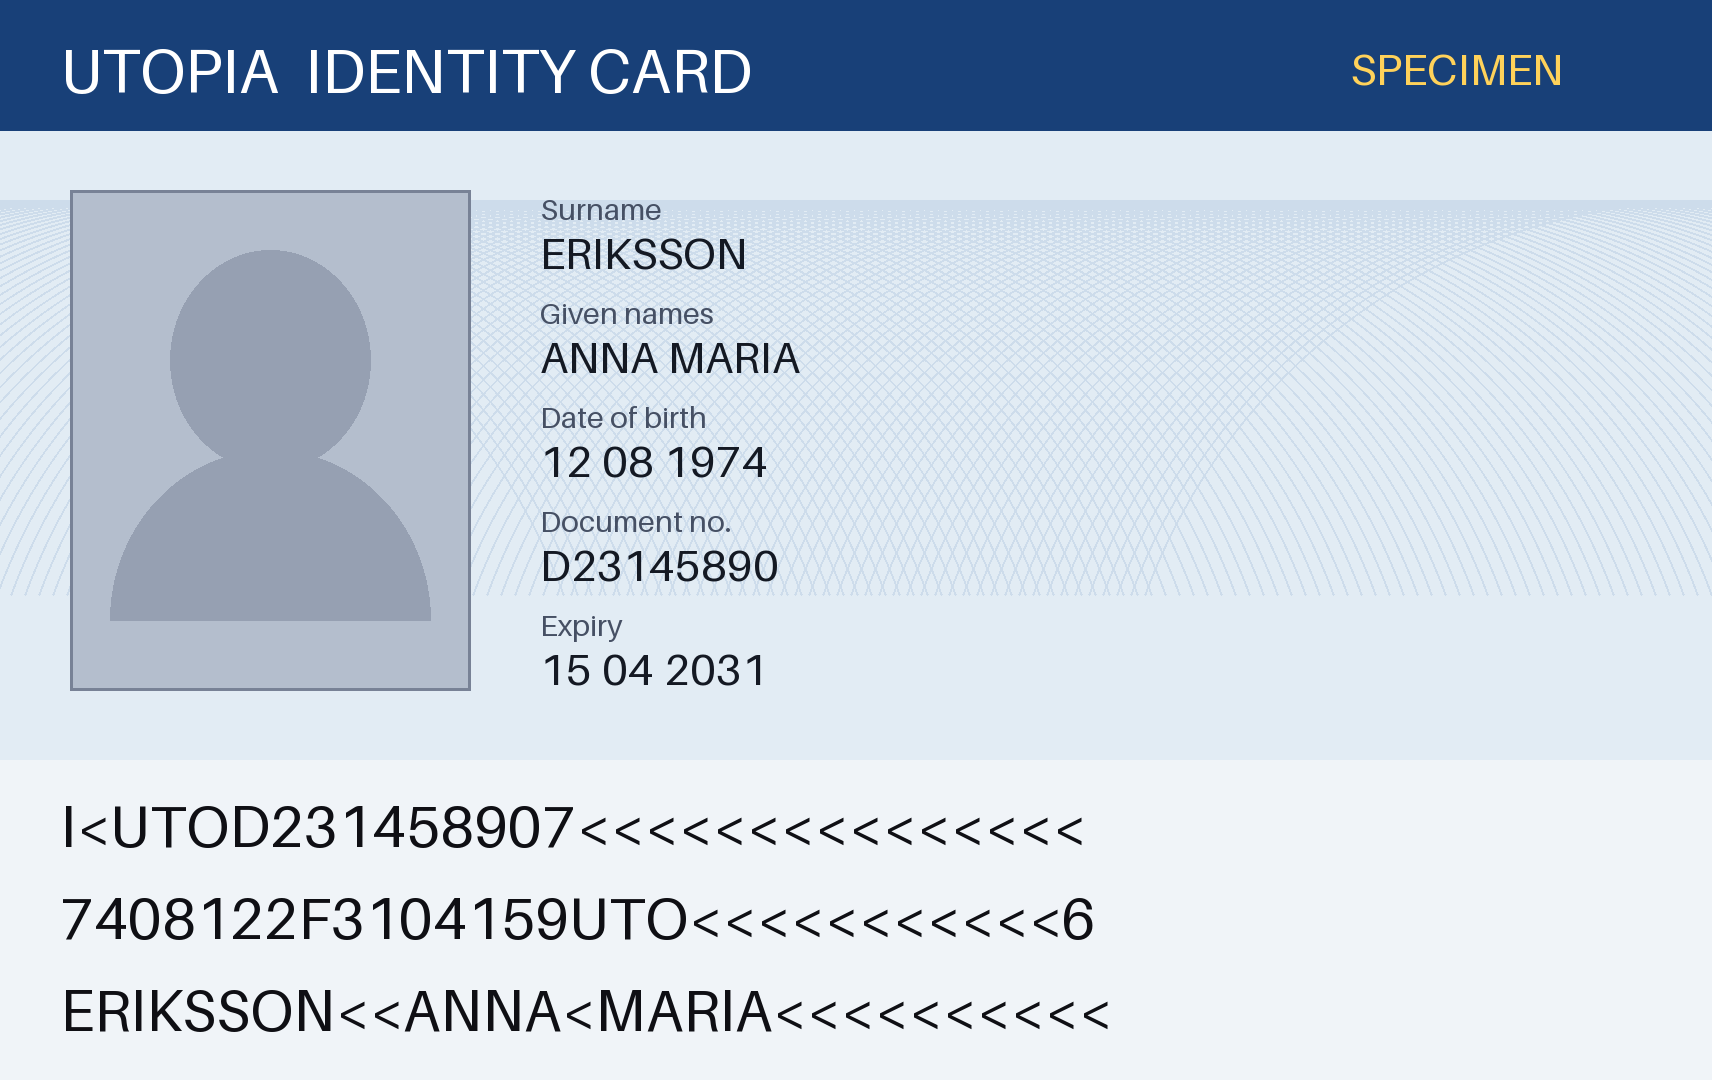 UTOPIA IDENTITY CARD
SPECIMEN
Surname
ERIKSSON
Given names
ANNA MARIA
Date of birth
12 08 1974
Document no.
D23145890
Expiry
15 04 2031
I<UTOD231458907<<<<<<<<<<<<<<<
7408122F3104159UTO<<<<<<<<<<<6
ERIKSSON<<ANNA<MARIA<<<<<<<<<<